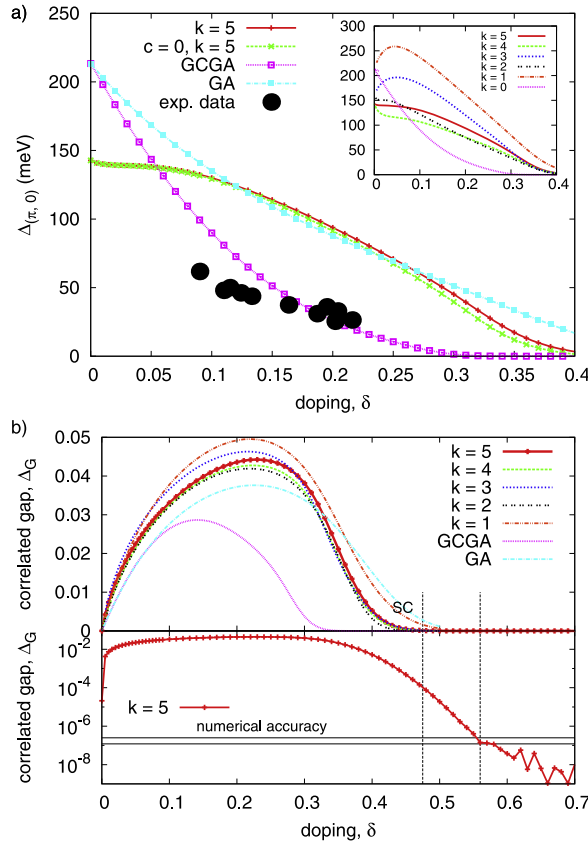 a)
250
200
150
100
50
0
Δ(π, 0) (meV)
k = 5
c = 0, k = 5
GCGA
GA
exp. data
300
250
200
150
100
50
0
k = 5
k = 4
k = 3
k = 2
k = 1
k = 0
0 0.1 0.2 0.3 0.4
0 0.05 0.1 0.15 0.2 0.25 0.3 0.35 0.4
doping, δ
b)
0.05
0.04
0.03
0.02
0.01
0
correlated gap, ΔG
k = 5
k = 4
k = 3
k = 2
k = 1
GCGA
GA
SC
10-2
10-4
10-6
10-8
correlated gap, ΔG
k = 5
numerical accuracy
0 0.1 0.2 0.3 0.4 0.5 0.6 0.7
doping, δ